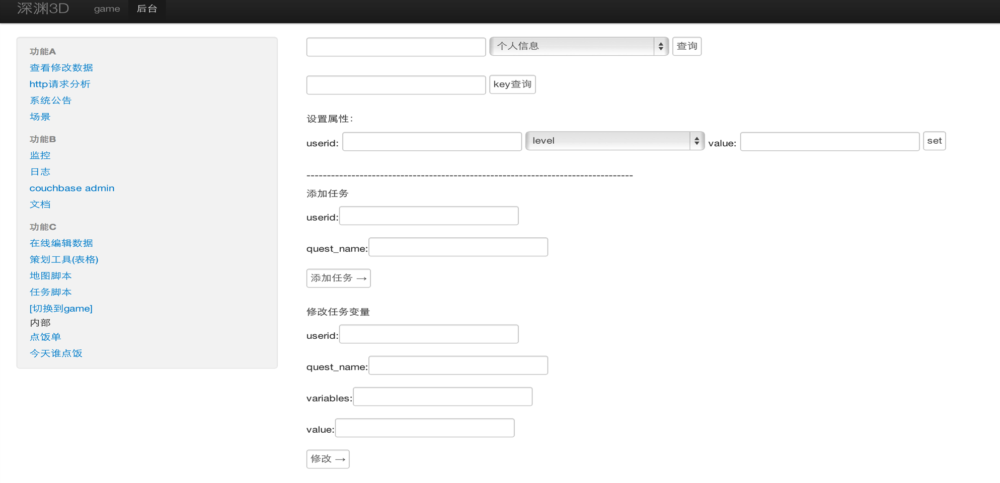 深渊3D game 后台
功能A
查看修改数据
http请求分析
系统公告
场景
功能B
监控
日志
couchbase admin
文档
功能C
在线编辑数据
策划工具(表格)
地图脚本
任务脚本
[切换到game]
内部
点饭单
今天谁点饭
个人信息 查询
key查询
设置属性：
userid: level value: set
--------------------------------------------------------------------------------
添加任务
userid:
quest_name:
添加任务 →
修改任务变量
userid:
quest_name:
variables:
value:
修改 →